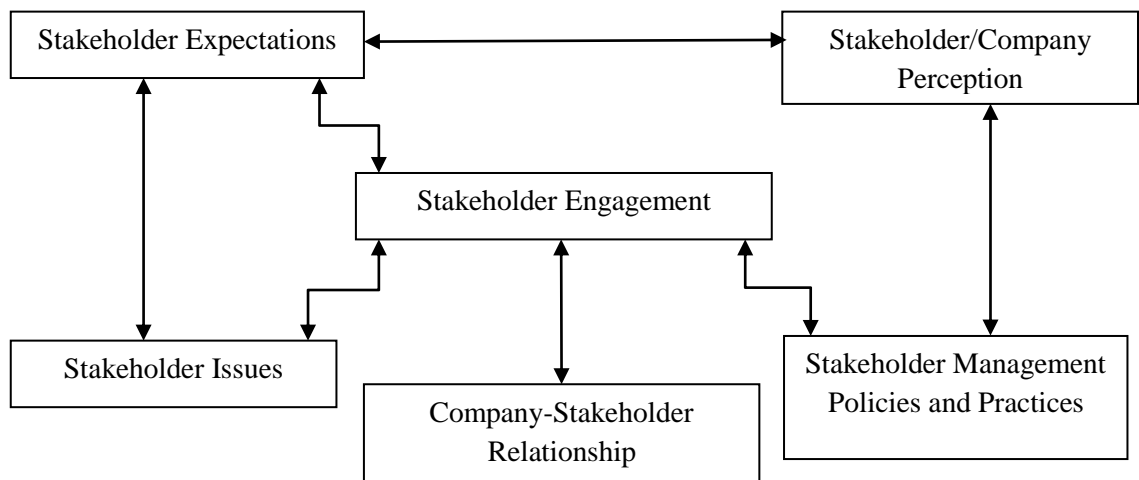 Stakeholder Expectations
Stakeholder/Company
Perception
Stakeholder Engagement
Stakeholder Issues
Company-Stakeholder
Relationship
Stakeholder Management
Policies and Practices